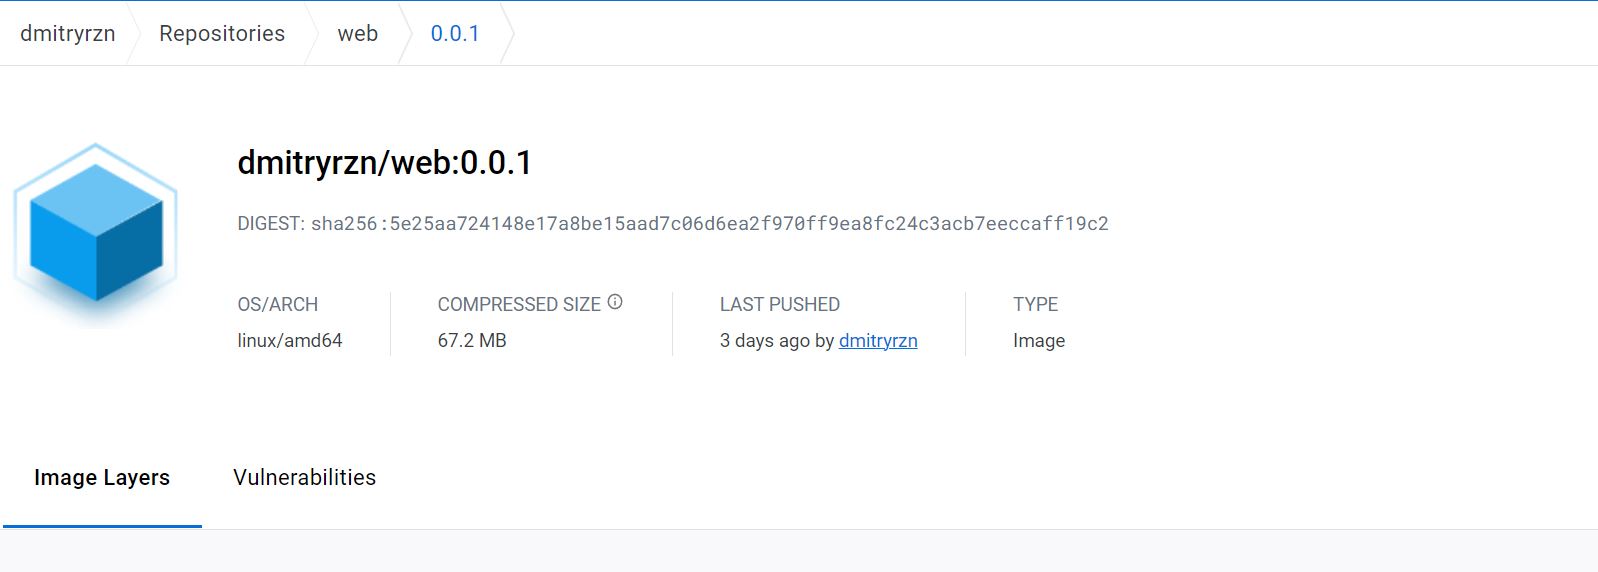 dmitryrzn Repositories web 0.0.1
dmitryrzn/web:0.0.1
DIGEST: sha256:5e25aa724148e17a8be15aad7c06d6ea2f970ff9ea8fc24c3acb7eeccaff19c2
OS/ARCH COMPRESSED SIZE LAST PUSHED TYPE
linux/amd64 67.2 MB 3 days ago by dmitryrzn Image
Image Layers Vulnerabilities